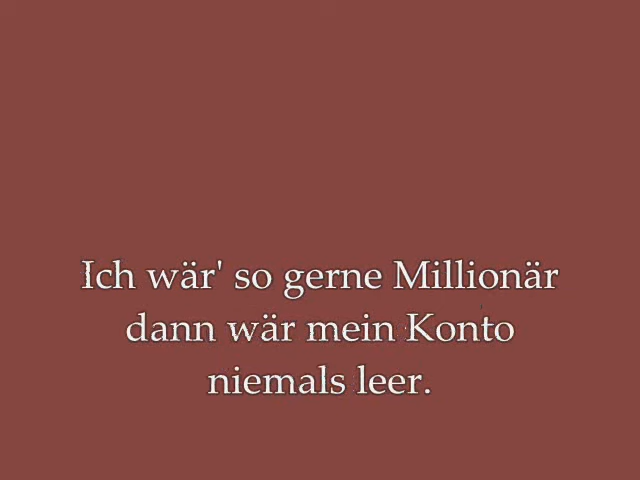 Ich wär' so gerne Millionär
dann wär mein Konto
niemals leer.